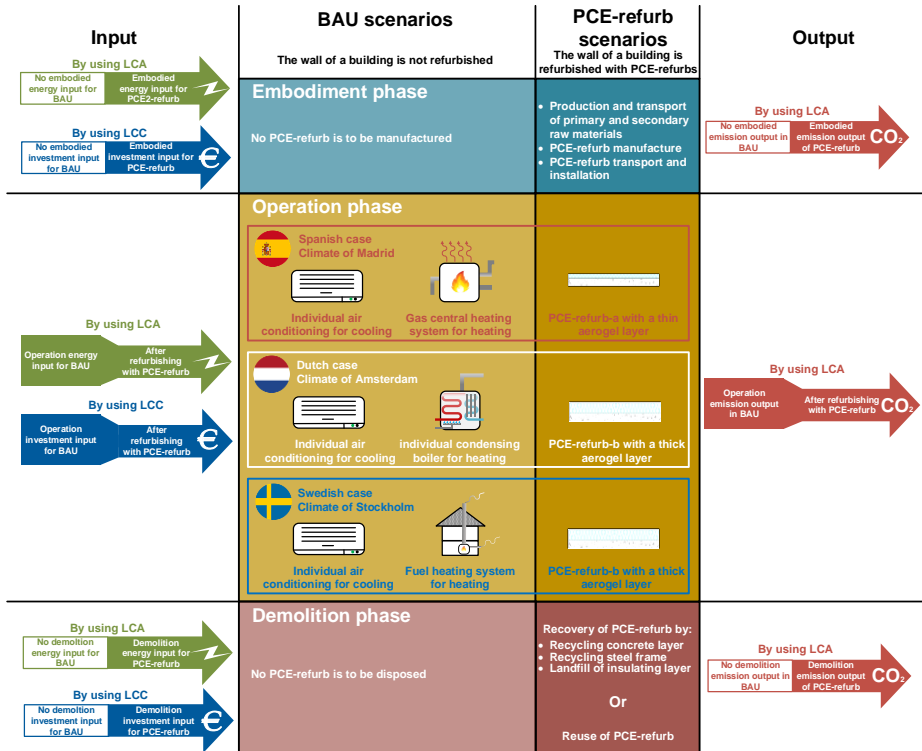 Input
BAU scenarios
The wall of a building is not refurbished
PCE-refurb
scenarios
The wall of a building is
refurbished with PCE-refurbs
Output
By using LCA
No embodied
energy input for
BAU
Embodied
energy input for
PCE2-refurb
By using LCC
No embodied
investment input
for BAU
Embodied
investment input for
PCE-refurb
€
Embodiment phase
No PCE-refurb is to be manufactured
• Production and transport
of primary and secondary
raw materials
• PCE-refurb manufacture
• PCE-refurb transport and
installation
By using LCA
No embodied
emission output in
BAU
Embodied
emission output
of PCE-refurb
CO2
Operation phase
By using LCA
Operation energy
input for BAU
After
refurbishing
with PCE-refurb
By using LCC
Operation
investment input
for BAU
After
refurbishing
with PCE-refurb
€
Spanish case
Climate of Madrid
Individual air
conditioning for cooling
Gas central heating
system for heating
PCE-refurb-a with a thin
aerogel layer
Dutch case
Climate of Amsterdam
Individual air
conditioning for cooling
individual condensing
boiler for heating
PCE-refurb-b with a thick
aerogel layer
Swedish case
Climate of Stockholm
Individual air
conditioning for cooling
Fuel heating system
for heating
PCE-refurb-b with a thick
aerogel layer
By using LCA
Operation
emission output
in BAU
After refurbishing
with PCE-refurb
CO2
Demolition phase
By using LCA
No demoltion
energy input for
BAU
Demolition
energy input for
PCE-refurb
By using LCC
No demoltion
investment input
for BAU
Demolition
investment input
for PCE-refurb
€
No PCE-refurb is to be disposed
Recovery of PCE-refurb by:
• Recycling concrete layer
• Recycling steel frame
• Landfill of insulating layer
Or
Reuse of PCE-refurb
By using LCA
No demolition
emission output in
BAU
Demolition
emission output
of PCE-refurb
CO2